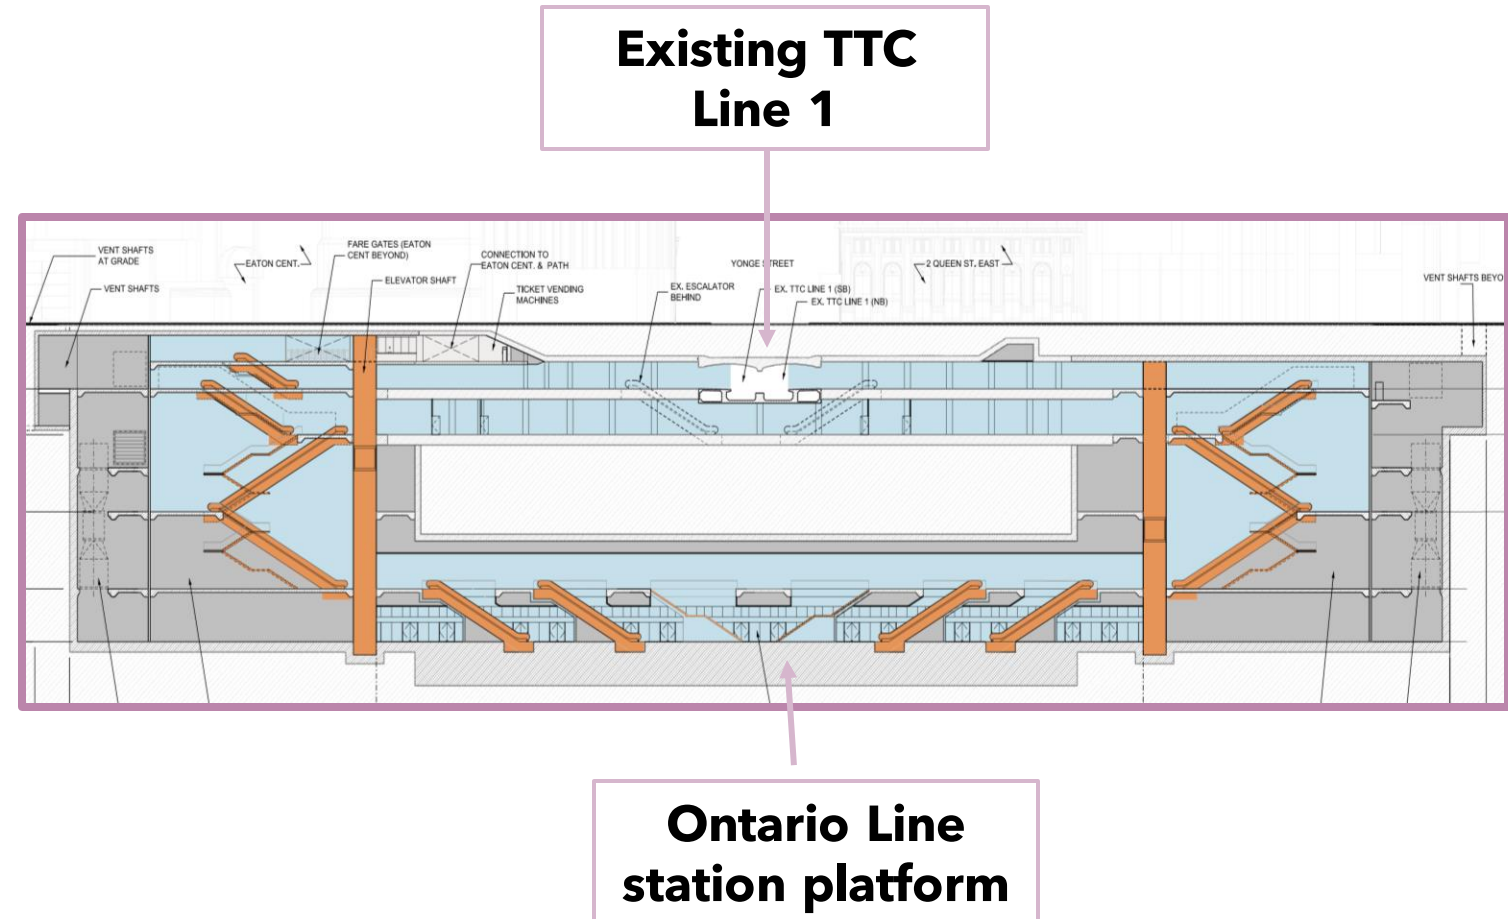 Existing TTC
Line 1
VENT SHAFTS
AT GRADE
VENT SHAFTS
EATON CENT.
FARE GATES (EATON
CENT BEYOND)
ELEVATOR SHAFT
CONNECTION TO
EATON CENT. & PATH
TICKET VENDING
MACHINES
EX. ESCALATOR
BEHIND
YONGE STREET
EX. TTC LINE 1 (SB)
EX. TTC LINE 1 (NB)
2 QUEEN ST. EAST
VENT SHAFTS BEYO
Ontario Line
station platform